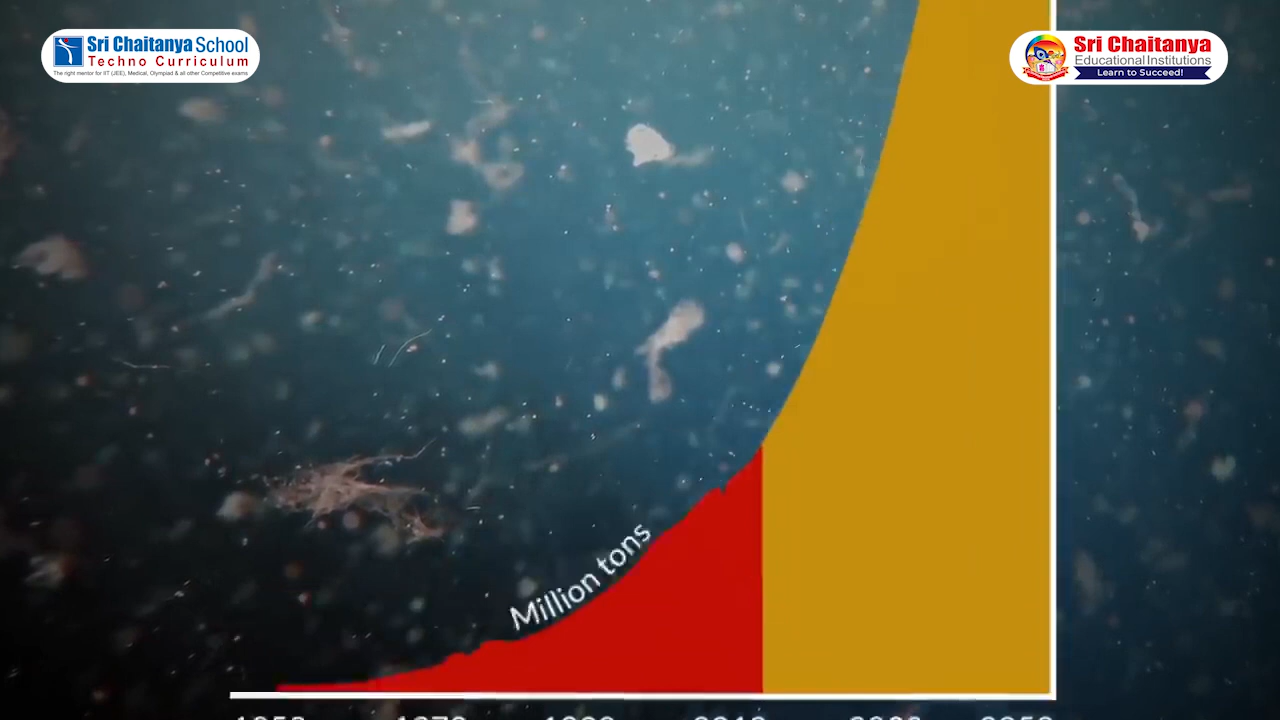 Sri Chaitanya School
Techno Curriculum
The right mentor for IIT (JEE), Medical, Olympiad & all other Competitive exams
Sri Chaitanya
Educational Institutions
Learn to Succeed!
Million tons